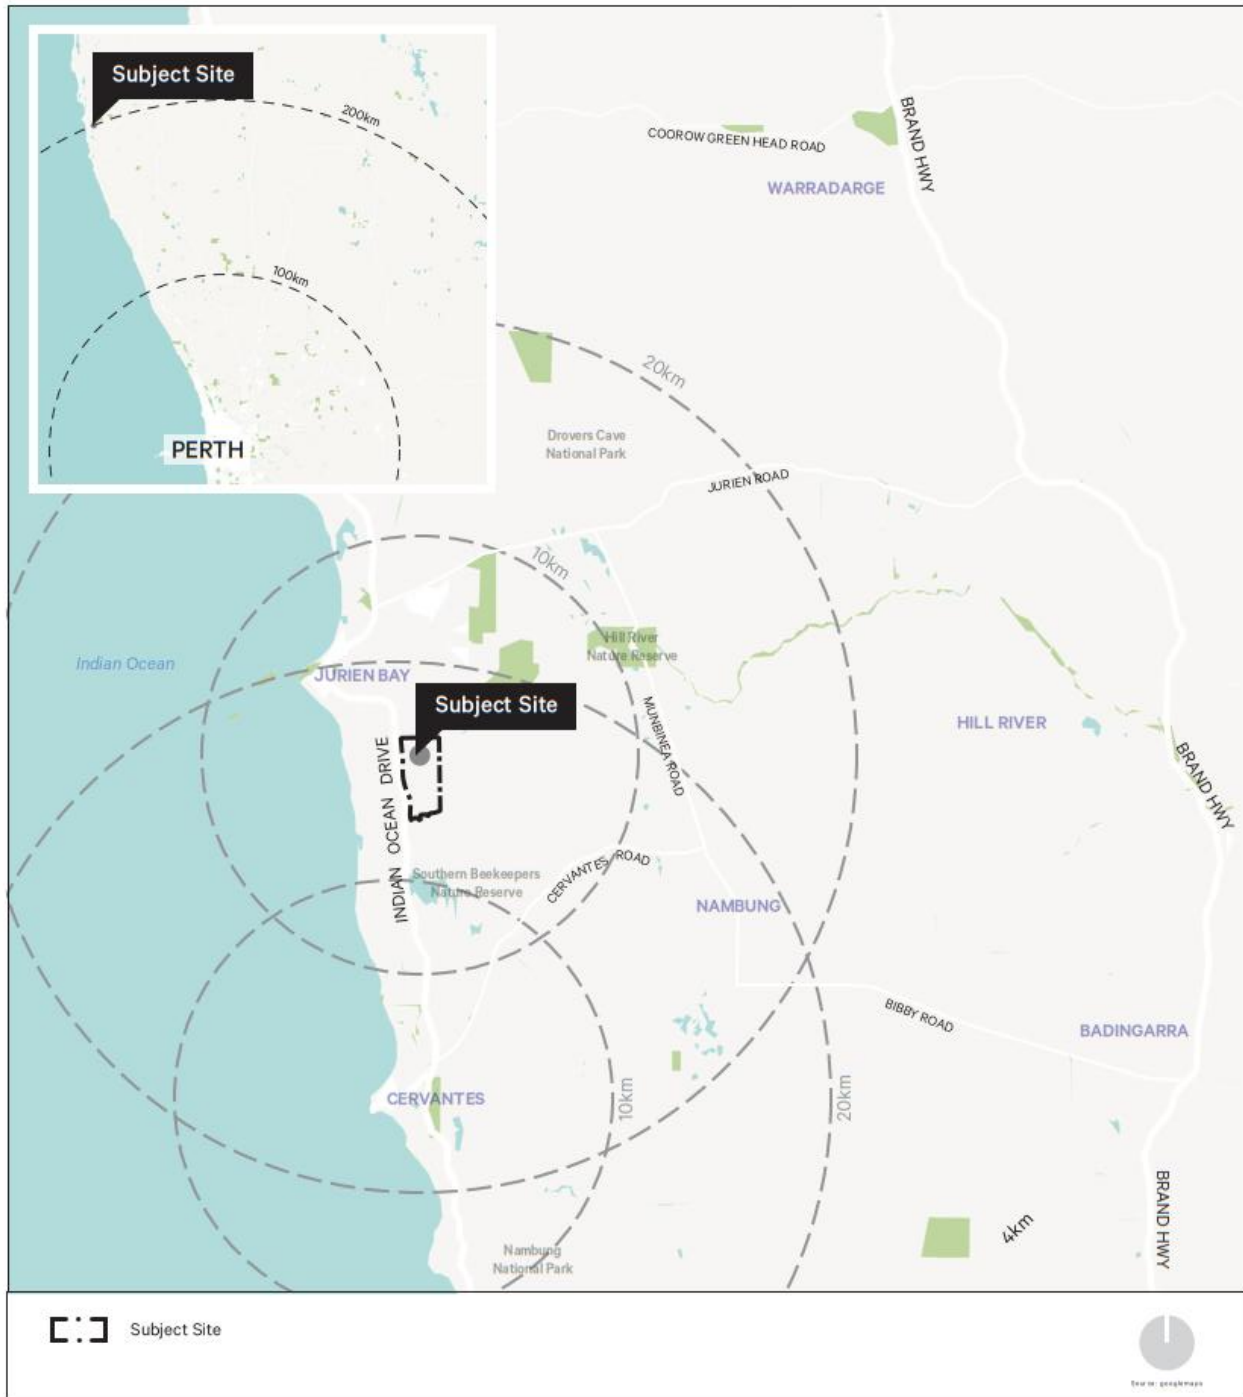 Subject Site
200km
100km
PERTH
COOROW GREEN HEAD ROAD
BRAND HWY
WARRADARGE
20km
Drovers Cave
National Park
JURIEN ROAD
10km
Hill River
Nature Reserve
Indian Ocean
JURIEN BAY
Subject Site
MUNBINEA ROAD
HILL RIVER
INDIAN OCEAN DRIVE
BRAND HWY
CERVANTES ROAD
Southern Beekeepers
Nature Reserve
NAMBUNG
BIBBY ROAD
BADINGARRA
CERVANTES
10km
20km
BRAND HWY
4km
Nambung
National Park
Subject Site
Source: googlemaps